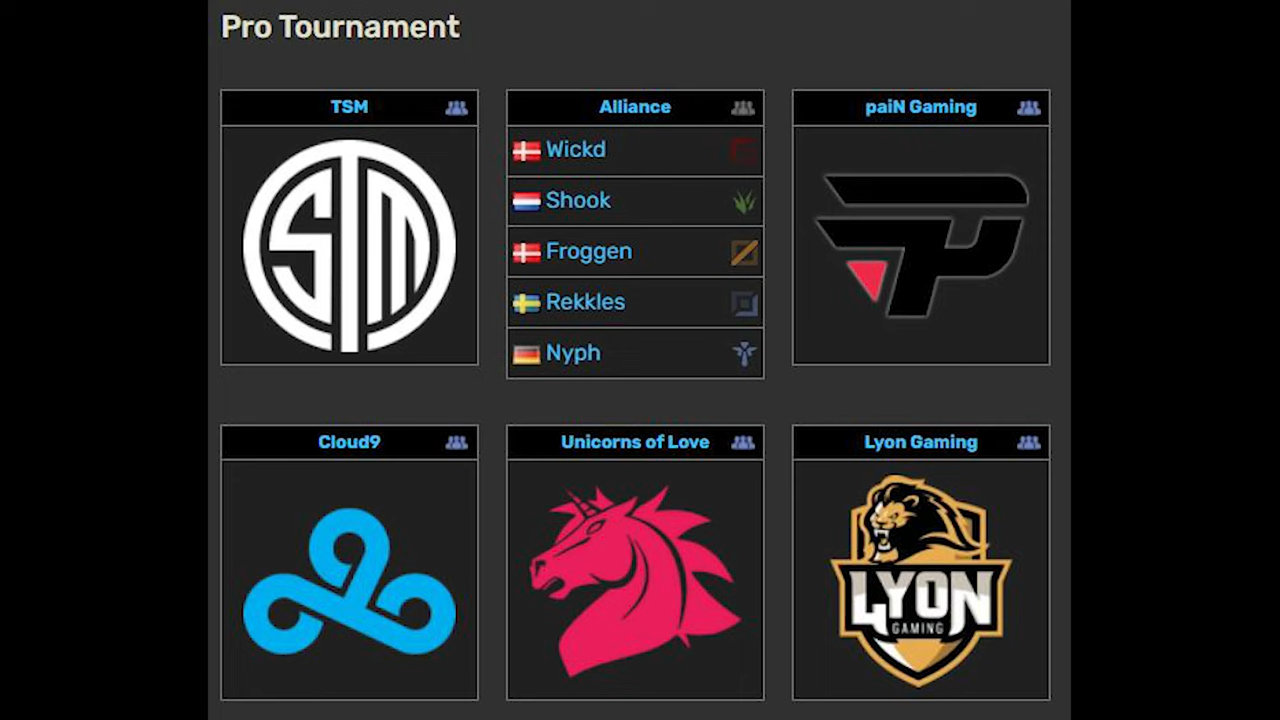 Pro Tournament
TSM
Alliance
paiN Gaming
Wickd
Shook
Froggen
Rekkles
Nyph
TSM
Cloud9
Unicorns of Love
Lyon Gaming
LYON
GAMING